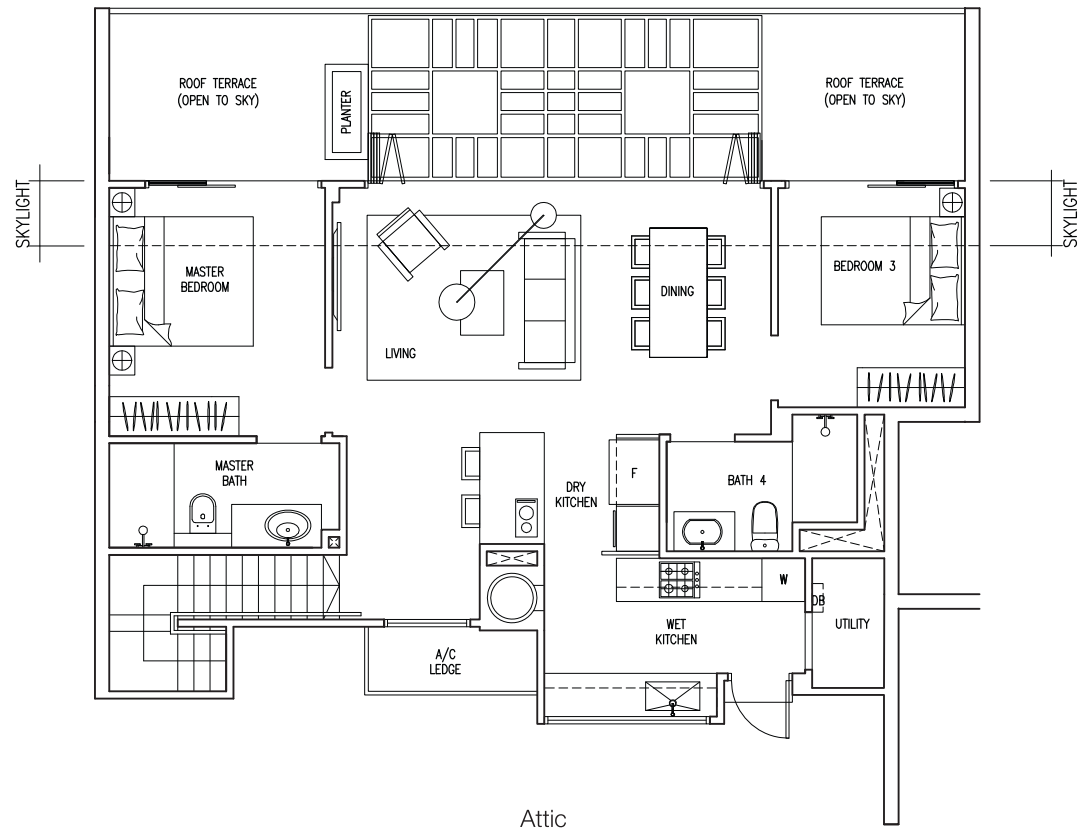 ROOF TERRACE
(OPEN TO SKY)
PLANTER
ROOF TERRACE
(OPEN TO SKY)
SKYLIGHT
SKYLIGHT
MASTER
BEDROOM
BEDROOM 3
DINING
LIVING
MASTER
BATH
DRY
KITCHEN
F
BATH 4
W
DB
WET
KITCHEN
UTILITY
A/C
LEDGE
Attic